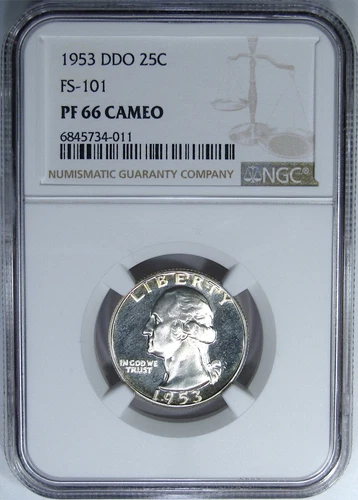 1953 DDO 25C
FS-101
PF 66 CAMEO
6845734-011
NUMISMATIC GUARANTY COMPANY
NGC®
LIBERTY
IN GOD WE
TRUST
1953